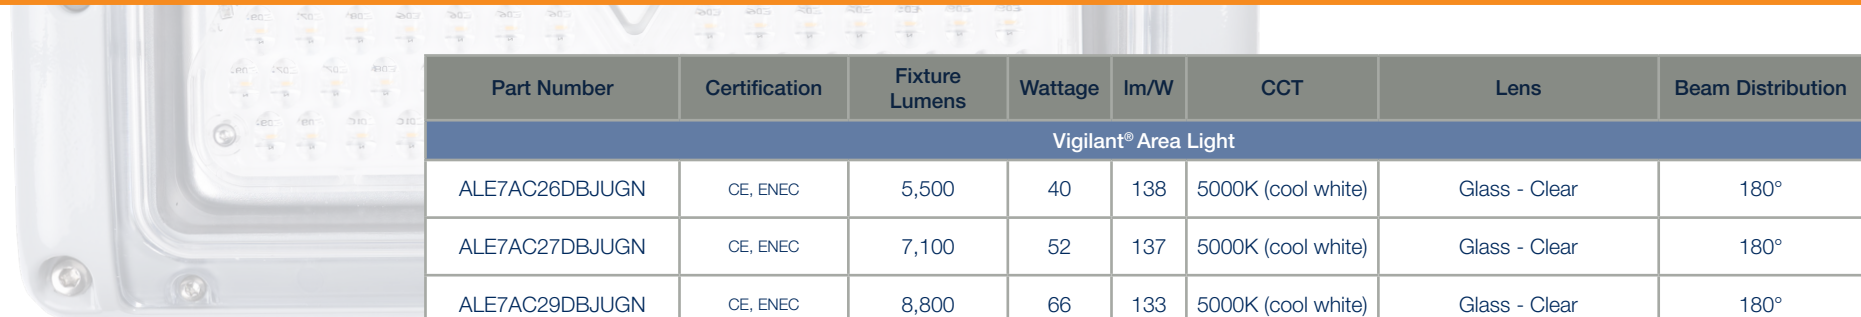 Part Number Certification Fixture Lumens Wattage lm/W CCT Lens Beam Distribution
Vigilant® Area Light
ALE7AC26DBJUGN CE, ENEC 5,500 40 138 5000K (cool white) Glass - Clear 180°
ALE7AC27DBJUGN CE, ENEC 7,100 52 137 5000K (cool white) Glass - Clear 180°
ALE7AC29DBJUGN CE, ENEC 8,800 66 133 5000K (cool white) Glass - Clear 180°